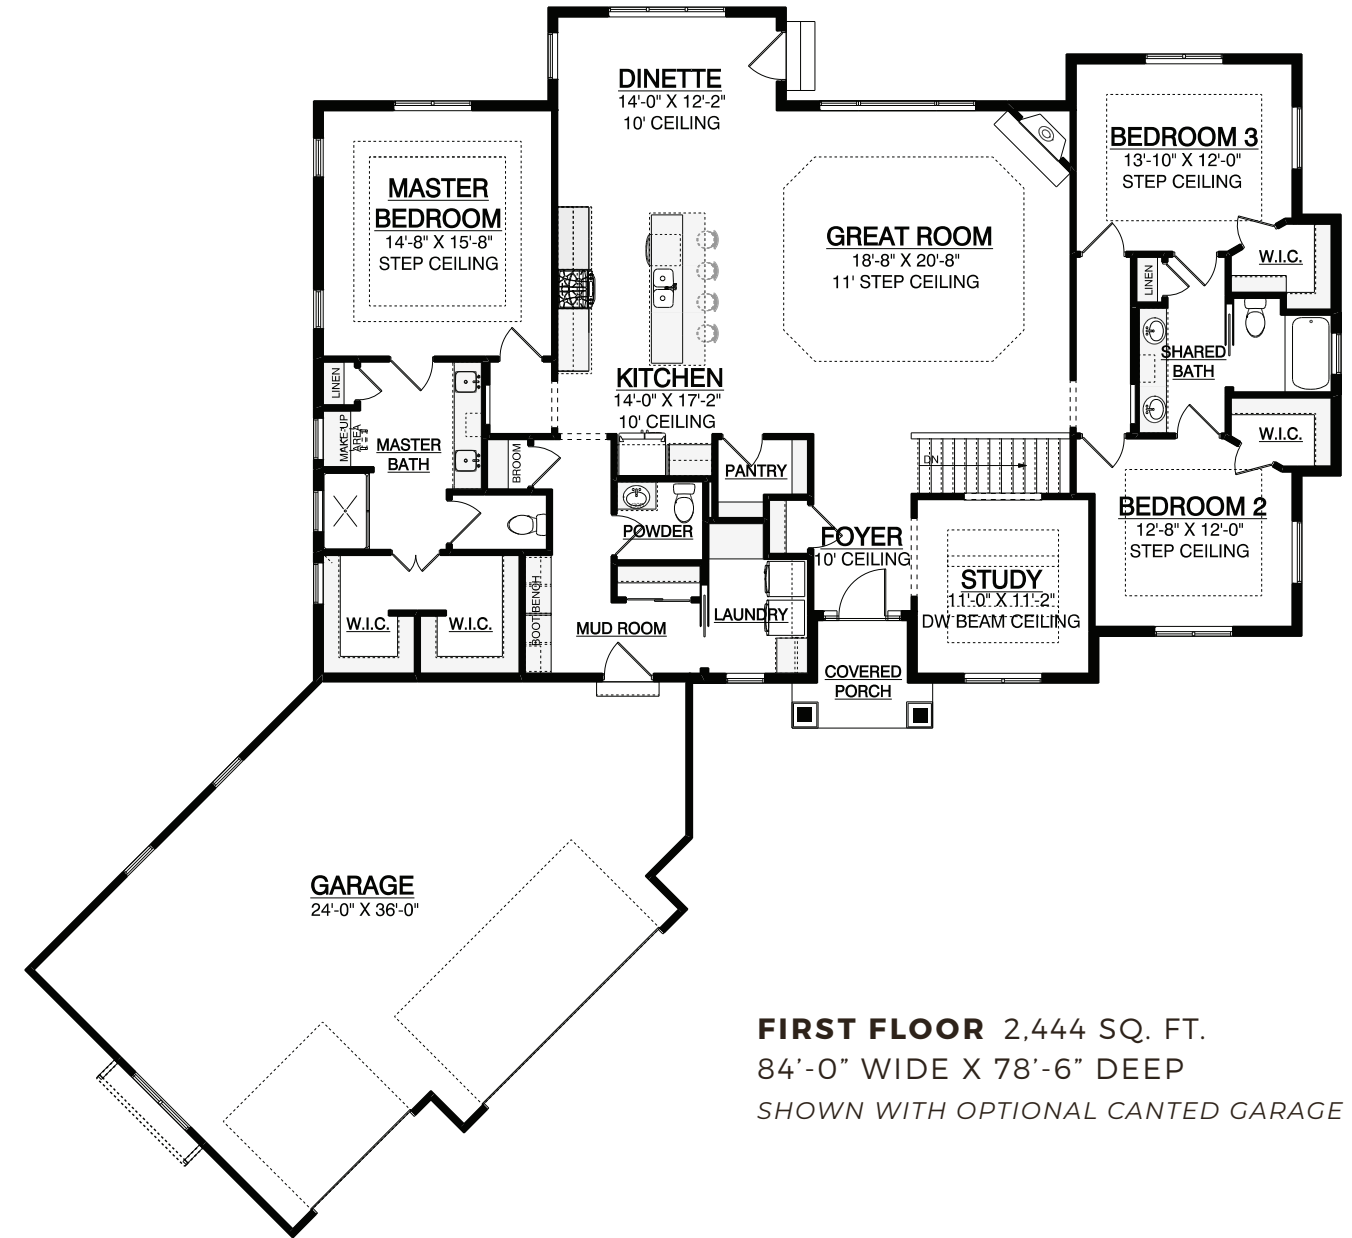 DINETTE
14'-0" X 12'-2"
10' CEILING
BEDROOM 3
13'-10" X 12'-0"
STEP CEILING
MASTER
BEDROOM
14'-8" X 15'-8"
STEP CEILING
GREAT ROOM
18'-8" X 20'-8"
11' STEP CEILING
W.I.C.
LINEN
SHARED
BATH
KITCHEN
14'-0" X 17'-2"
10' CEILING
LINEN
MAKE-UP
AREA
MASTER
BATH
BROOM
PANTRY
DN
W.I.C.
BEDROOM 2
12'-8" X 12'-0"
STEP CEILING
POWDER
FOYER
10' CEILING
STUDY
11'-0" X 11'-2"
DW BEAM CEILING
BOOT BENCH
LAUNDRY
W.I.C.
W.I.C.
MUD ROOM
COVERED
PORCH
GARAGE
24'-0" X 36'-0"
FIRST FLOOR 2,444 SQ. FT.
84'-0” WIDE X 78'-6” DEEP
SHOWN WITH OPTIONAL CANTED GARAGE